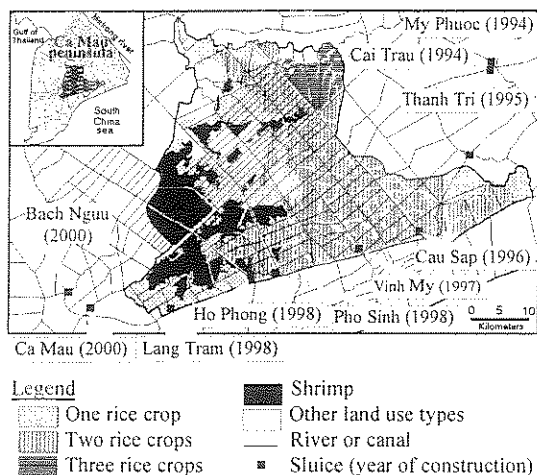 Gulf of
Thailand
Mekong river
Ca Mau
peninsula
South
China
sea
My Phuoc (1994)
Cai Trau (1994)
Thanh Tri (1995)
Bach Nguu
(2000)
Cau Sap (1996)
Vinh My (1997)
Ho Phong (1998)
Pho Sinh (1998)
0 5 10
Kilometers
Ca Mau (2000)
Lang Tram (1998)
Legend
One rice crop
Two rice crops
Three rice crops
Shrimp
Other land use types
River or canal
Sluice (year of construction)